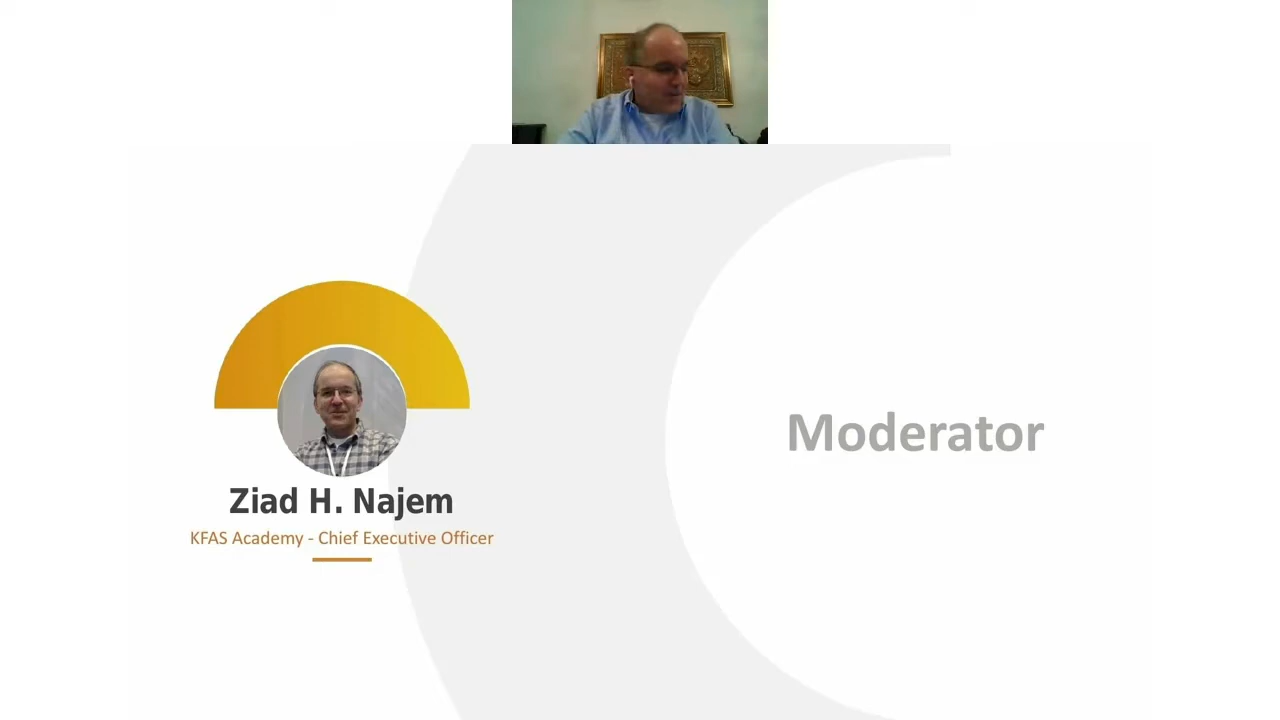 Moderator
Ziad H. Najem
KFAS Academy - Chief Executive Officer